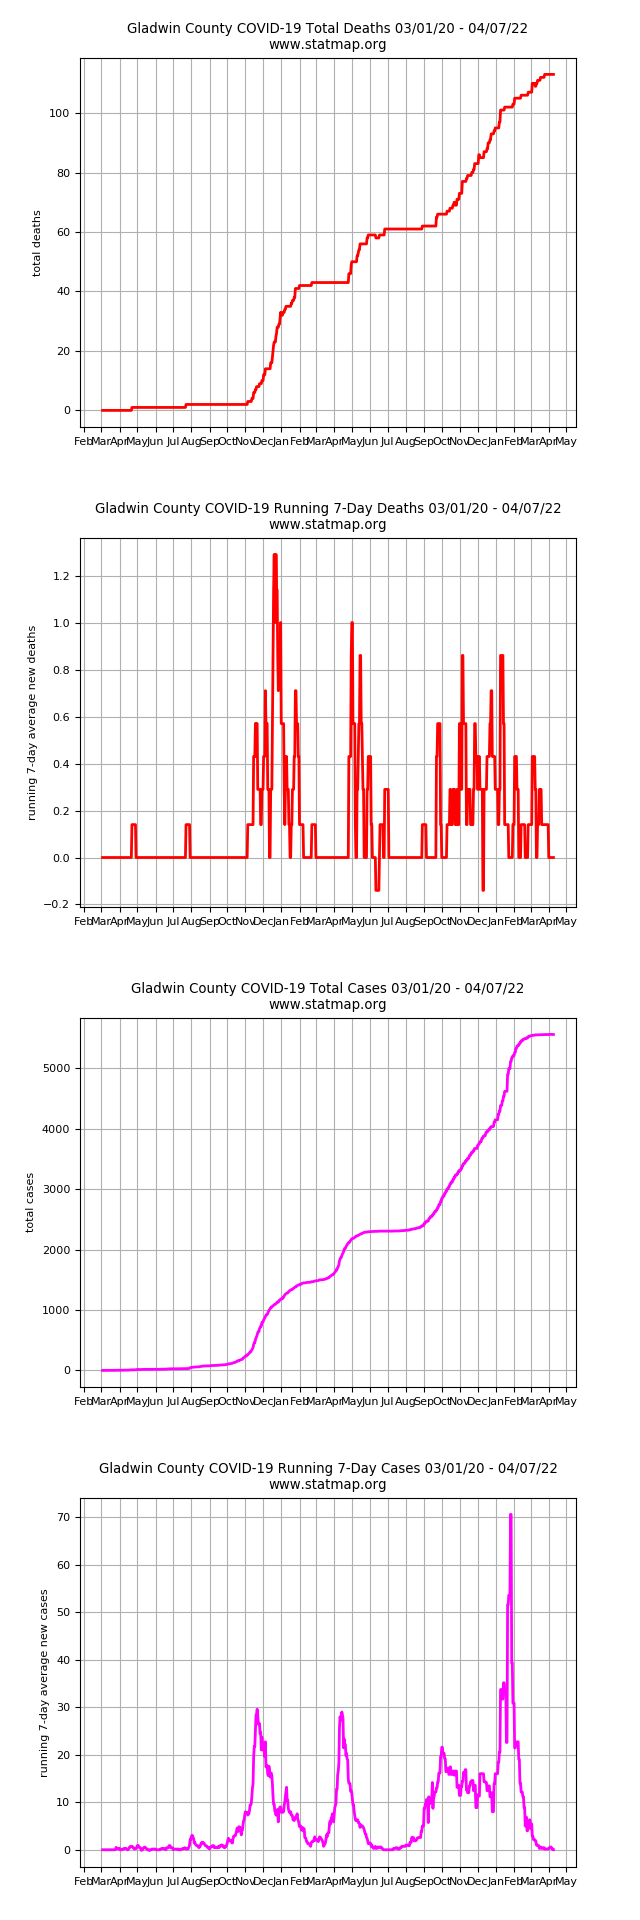 Gladwin County COVID-19 Total Deaths 03/01/20 - 04/07/22
www.statmap.org
total deaths
100
80
60
40
20
0
Feb Mar Apr May Jun Jul Aug Sep Oct Nov Dec Jan Feb Mar Apr May Jun Jul Aug Sep Oct Nov Dec Jan Feb Mar Apr May
Gladwin County COVID-19 Running 7-Day Deaths 03/01/20 - 04/07/22
www.statmap.org
running 7-day average new deaths
1.2
1.0
0.8
0.6
0.4
0.2
0.0
−0.2
Feb Mar Apr May Jun Jul Aug Sep Oct Nov Dec Jan Feb Mar Apr May Jun Jul Aug Sep Oct Nov Dec Jan Feb Mar Apr May
Gladwin County COVID-19 Total Cases 03/01/20 - 04/07/22
www.statmap.org
total cases
5000
4000
3000
2000
1000
0
Feb Mar Apr May Jun Jul Aug Sep Oct Nov Dec Jan Feb Mar Apr May Jun Jul Aug Sep Oct Nov Dec Jan Feb Mar Apr May
Gladwin County COVID-19 Running 7-Day Cases 03/01/20 - 04/07/22
www.statmap.org
running 7-day average new cases
70
60
50
40
30
20
10
0
Feb Mar Apr May Jun Jul Aug Sep Oct Nov Dec Jan Feb Mar Apr May Jun Jul Aug Sep Oct Nov Dec Jan Feb Mar Apr May